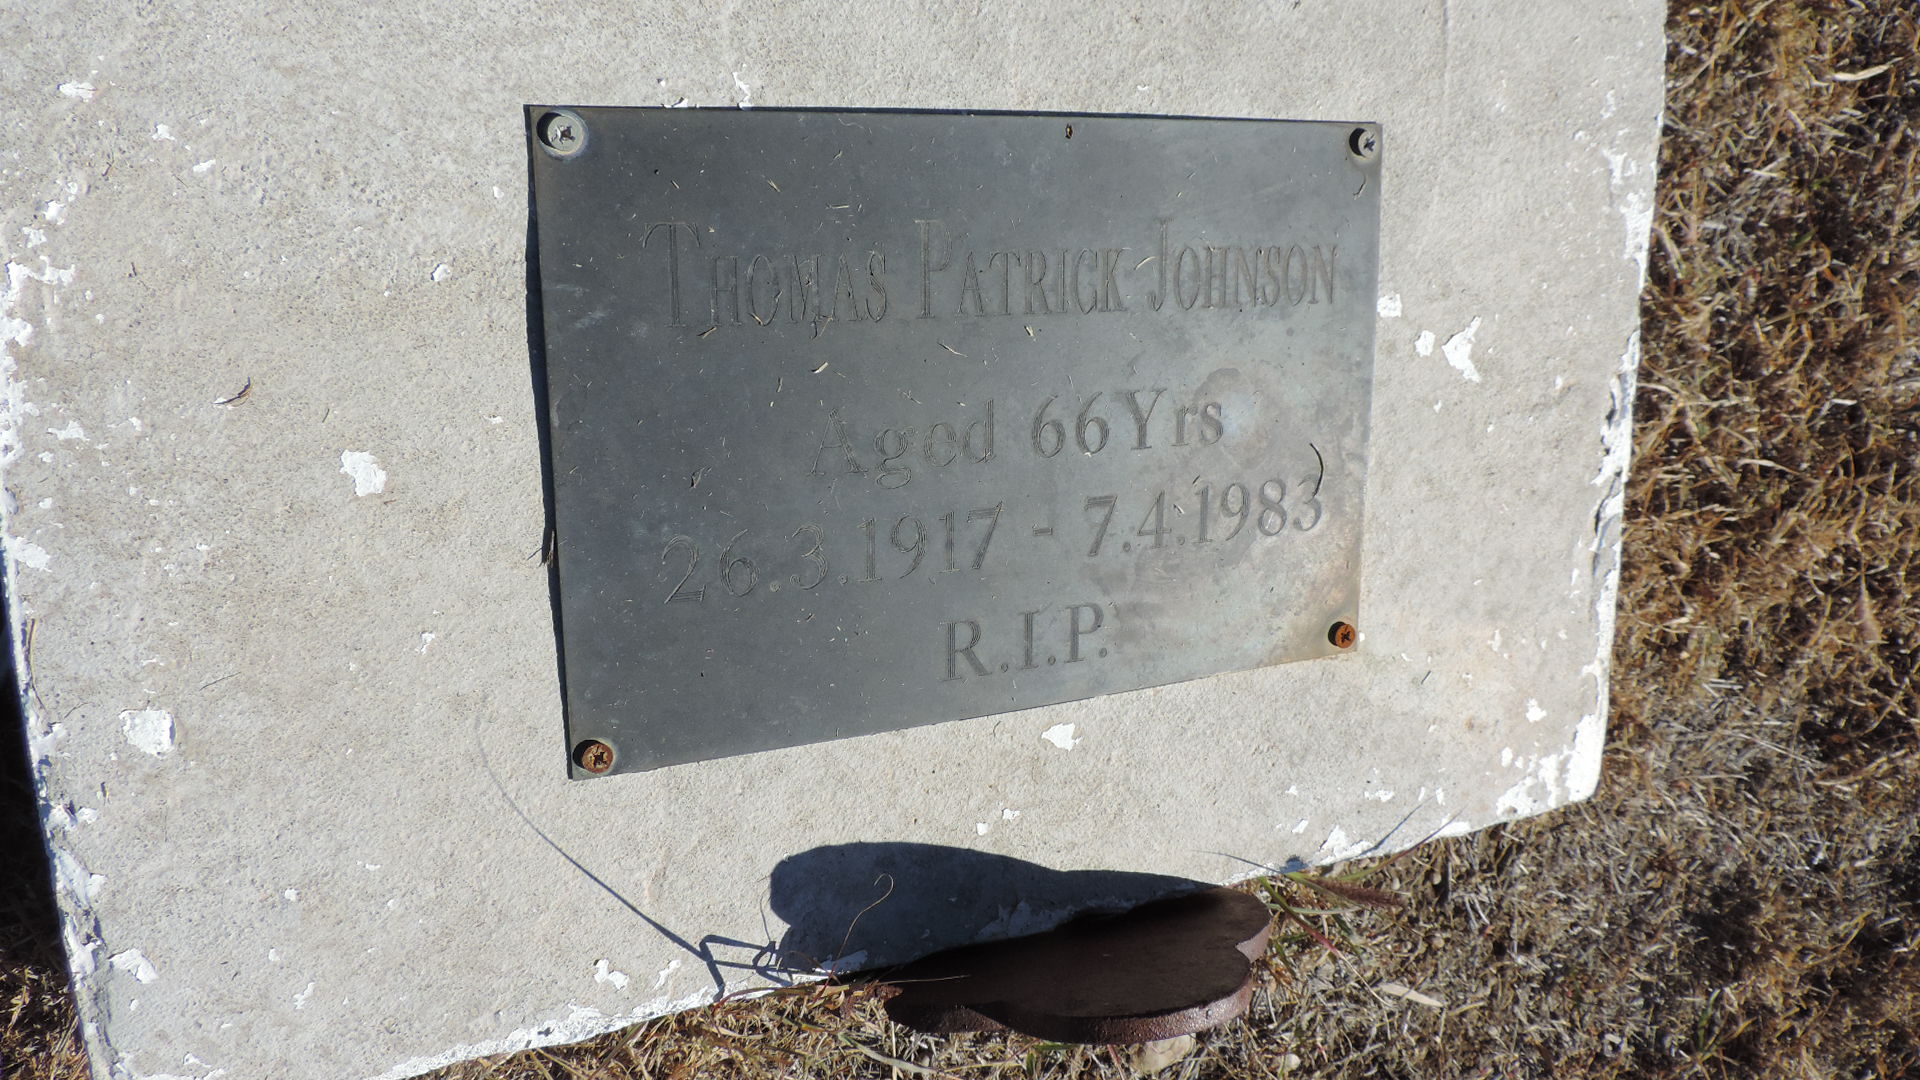 THOMAS PATRICK JOHNSON
Aged 66Yrs
26.3.1917 - 7.4.1983
R.I.P.